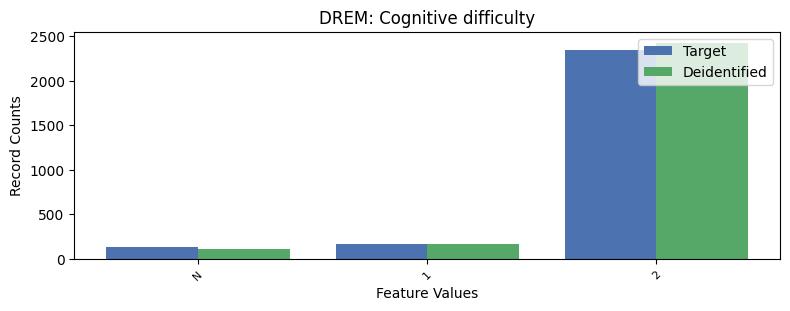 DREM: Cognitive difficulty
Record Counts
2500
2000
1500
1000
500
0
Target
Deidentified
N
1
2
Feature Values